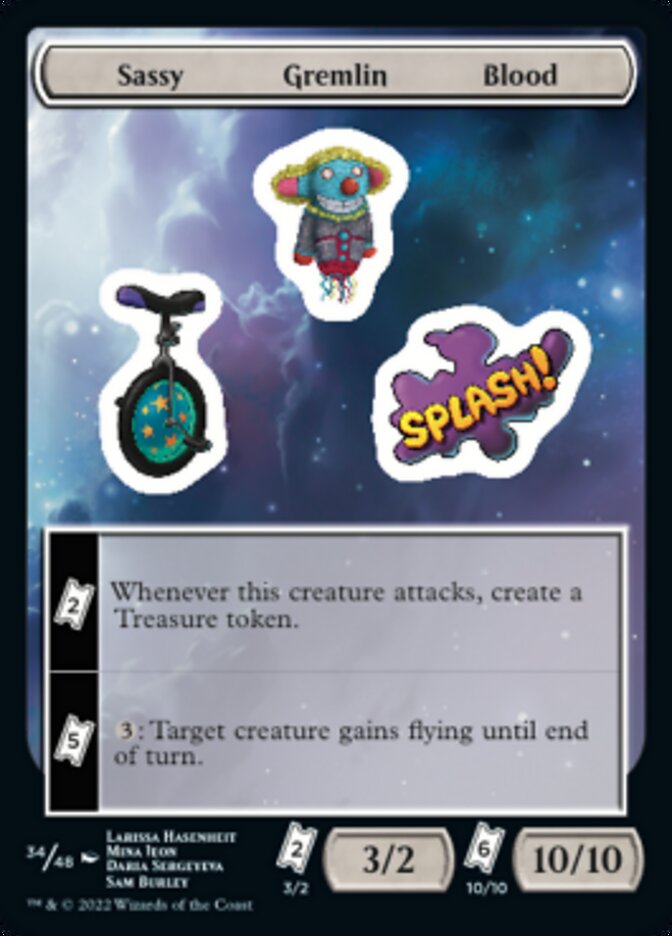 Sassy Gremlin Blood
SPLASH!
2
Whenever this creature attacks, create a
Treasure token.
5
3: Target creature gains flying until end
of turn.
34/48
Larissa Hasenheit
Mina Jeon
Daria Sergeyeva
Sam Burley
2
3/2
3/2
6
10/10
10/10
™ & © 2022 Wizards of the Coast